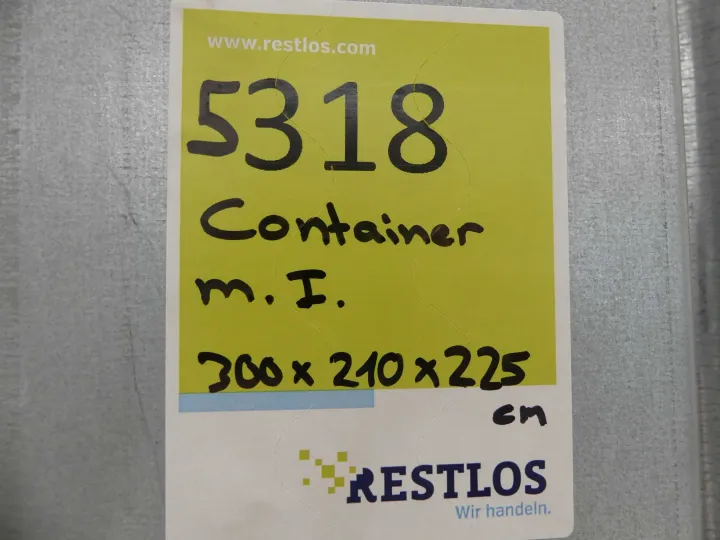 www.restlos.com
5318
Container
m. I.
300 x 210 x 225
cm
RESTLOS
Wir handeln.